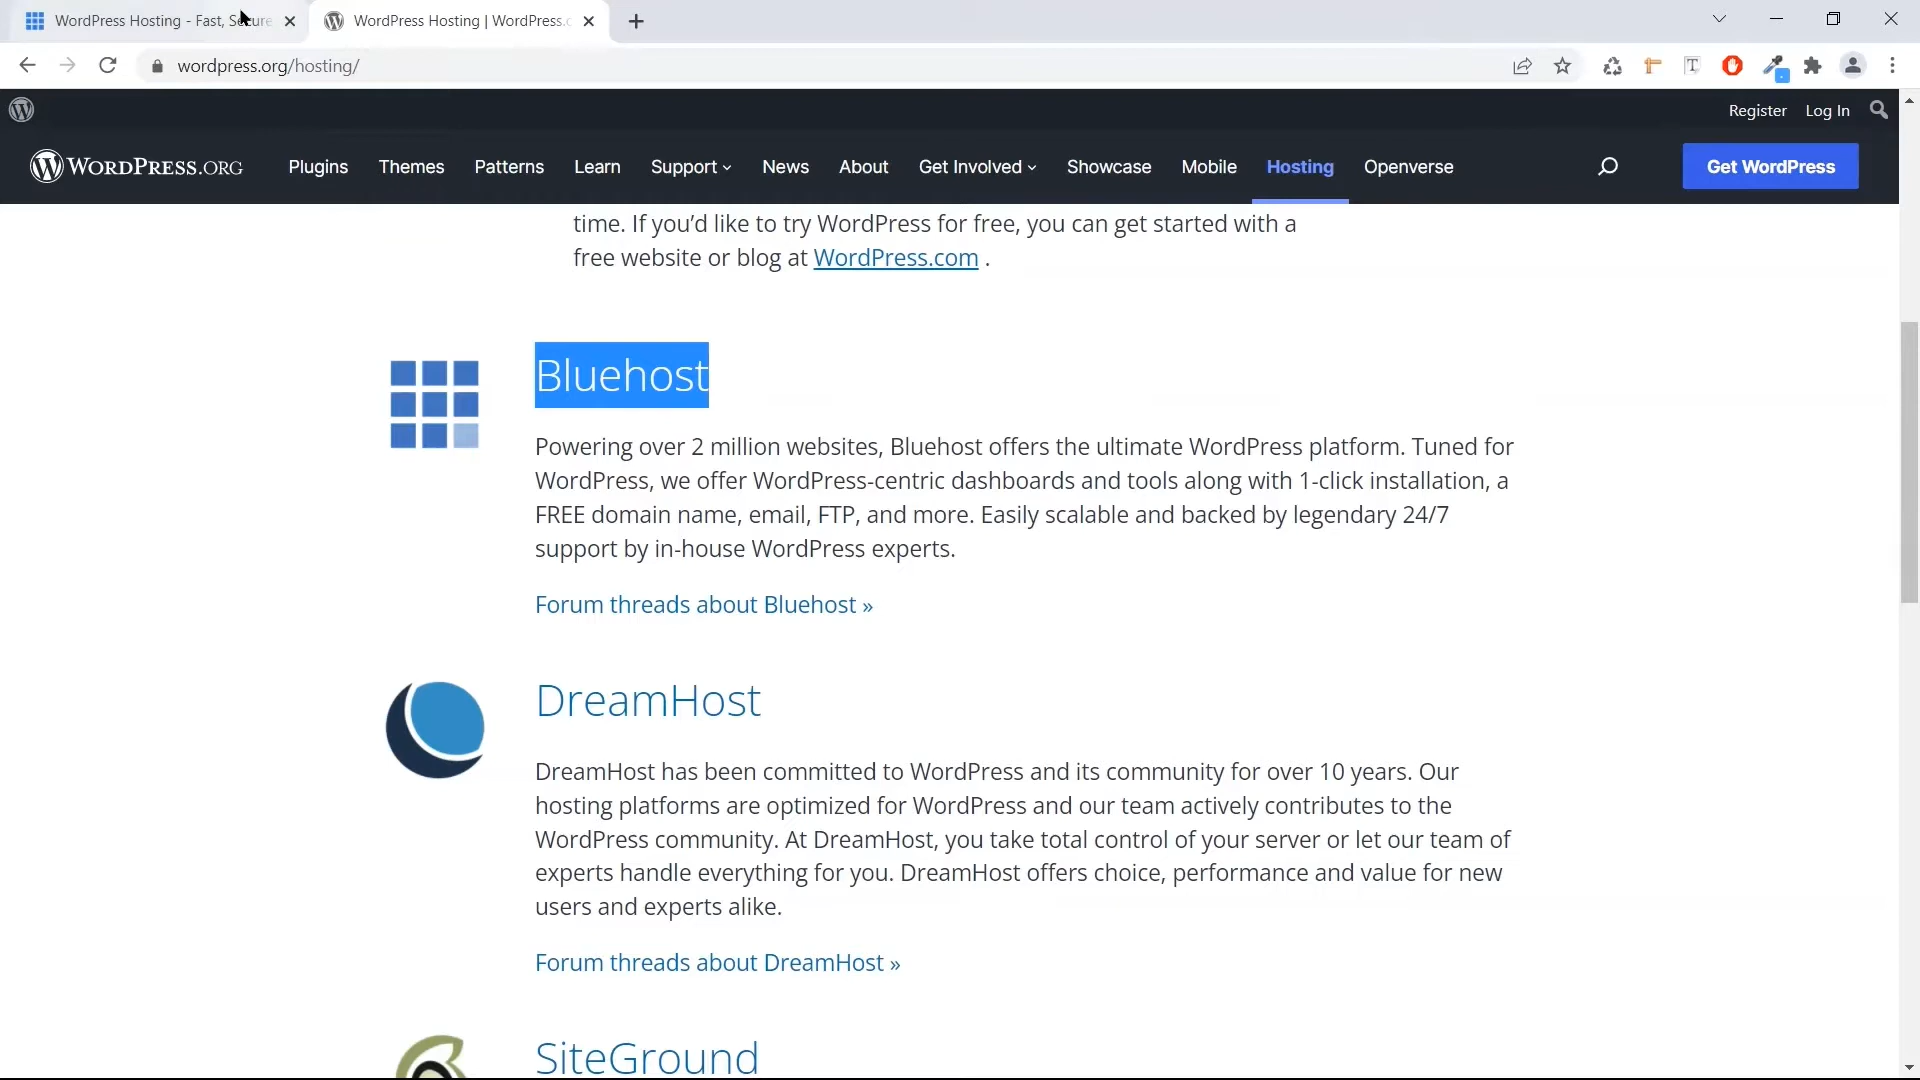 WordPress Hosting - Fast, Secure
WordPress Hosting | WordPress.o
wordpress.org/hosting/
Register Log In
WORDPRESS.ORG Plugins Themes Patterns Learn Support News About Get Involved Showcase Mobile Hosting Openverse Get WordPress
time. If you’d like to try WordPress for free, you can get started with a
free website or blog at WordPress.com .
Bluehost
Powering over 2 million websites, Bluehost offers the ultimate WordPress platform. Tuned for
WordPress, we offer WordPress-centric dashboards and tools along with 1-click installation, a
FREE domain name, email, FTP, and more. Easily scalable and backed by legendary 24/7
support by in-house WordPress experts.
Forum threads about Bluehost »
DreamHost
DreamHost has been committed to WordPress and its community for over 10 years. Our
hosting platforms are optimized for WordPress and our team actively contributes to the
WordPress community. At DreamHost, you take total control of your server or let our team of
experts handle everything for you. DreamHost offers choice, performance and value for new
users and experts alike.
Forum threads about DreamHost »
SiteGround